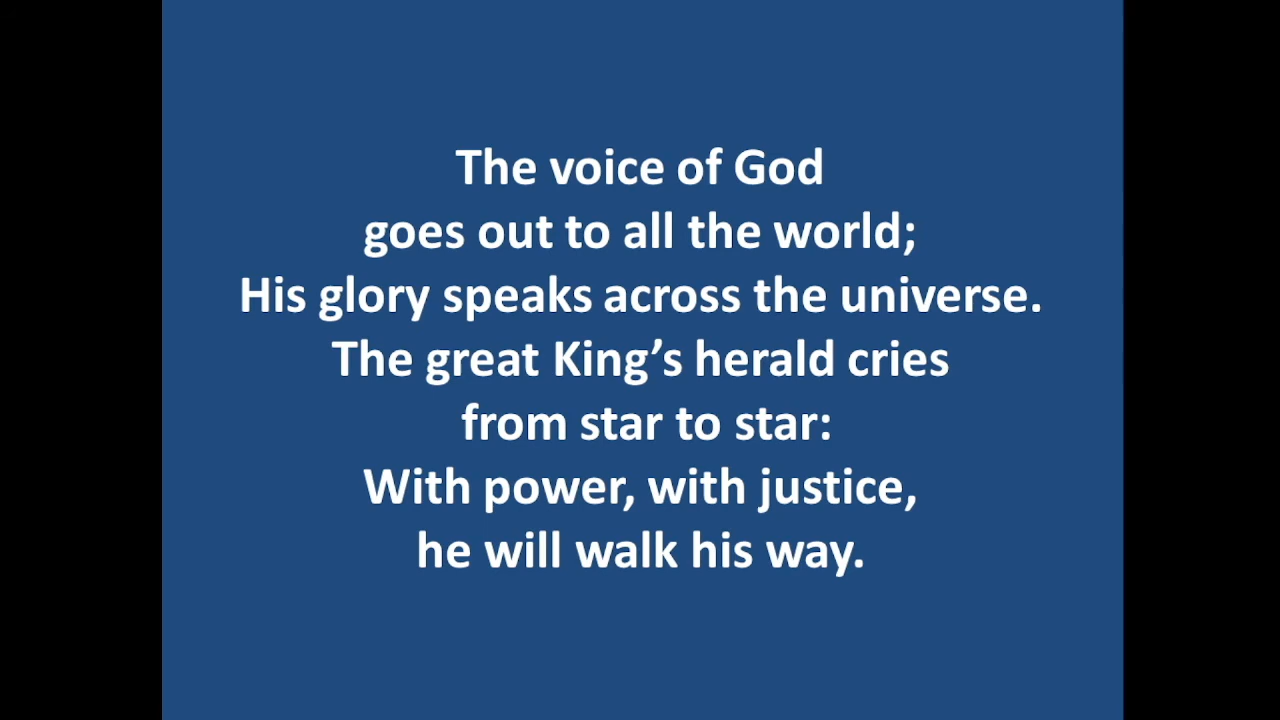 The voice of God
goes out to all the world;
His glory speaks across the universe.
The great King’s herald cries
from star to star:
With power, with justice,
he will walk his way.